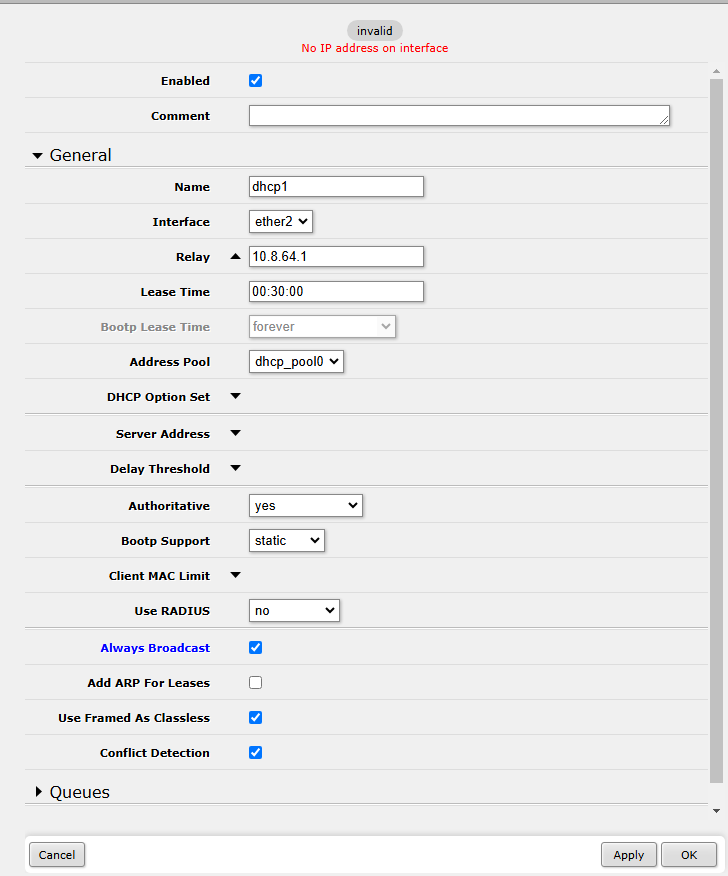 invalid
No IP address on interface
Enabled
Comment
General
Name dhcp1
Interface ether2
Relay 10.8.64.1
Lease Time 00:30:00
Bootp Lease Time forever
Address Pool dhcp_pool0
DHCP Option Set
Server Address
Delay Threshold
Authoritative yes
Bootp Support static
Client MAC Limit
Use RADIUS no
Always Broadcast
Add ARP For Leases
Use Framed As Classless
Conflict Detection
Queues
Cancel Apply OK